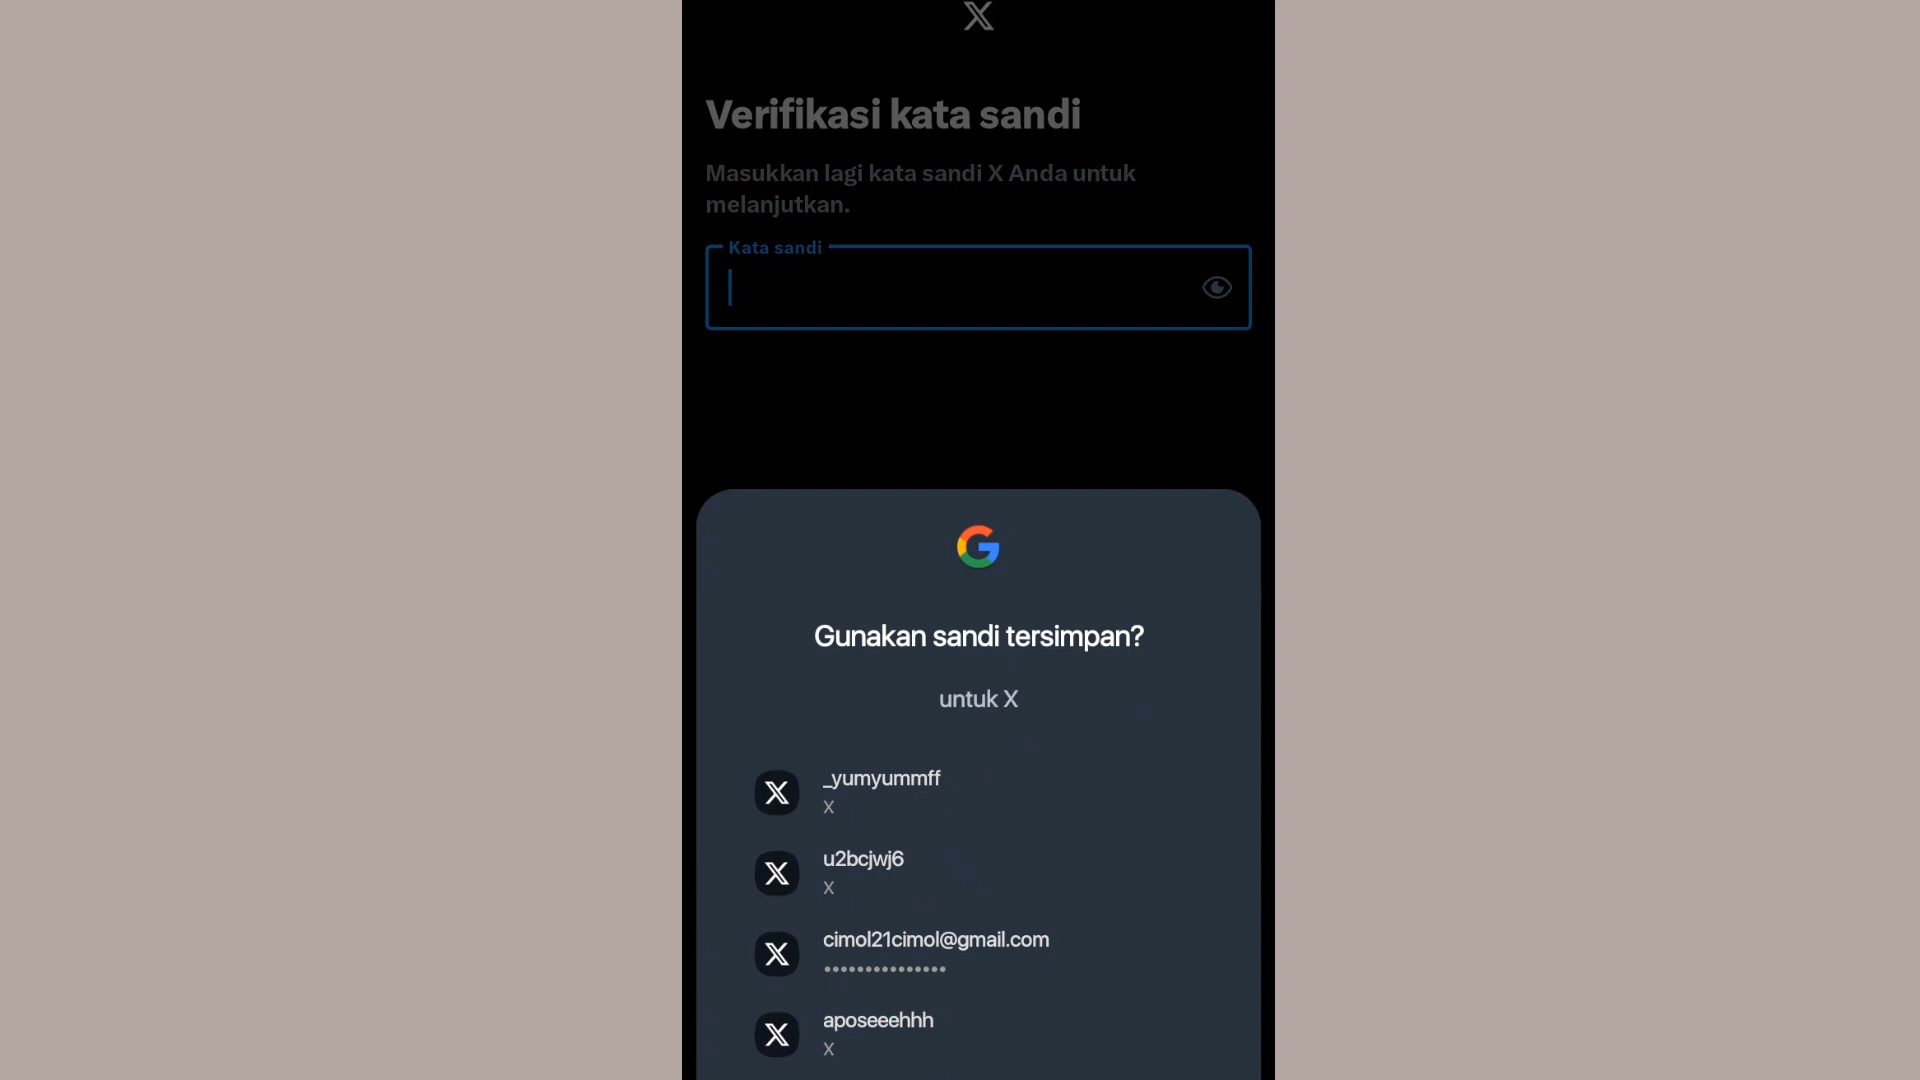 Verifikasi kata sandi
Masukkan lagi kata sandi X Anda untuk
melanjutkan.
Kata sandi
Gunakan sandi tersimpan?
untuk X
_yumyummff
X
u2bcjwj6
X
cimol21cimol@gmail.com
•••••••••••••••
aposeeehhh
X